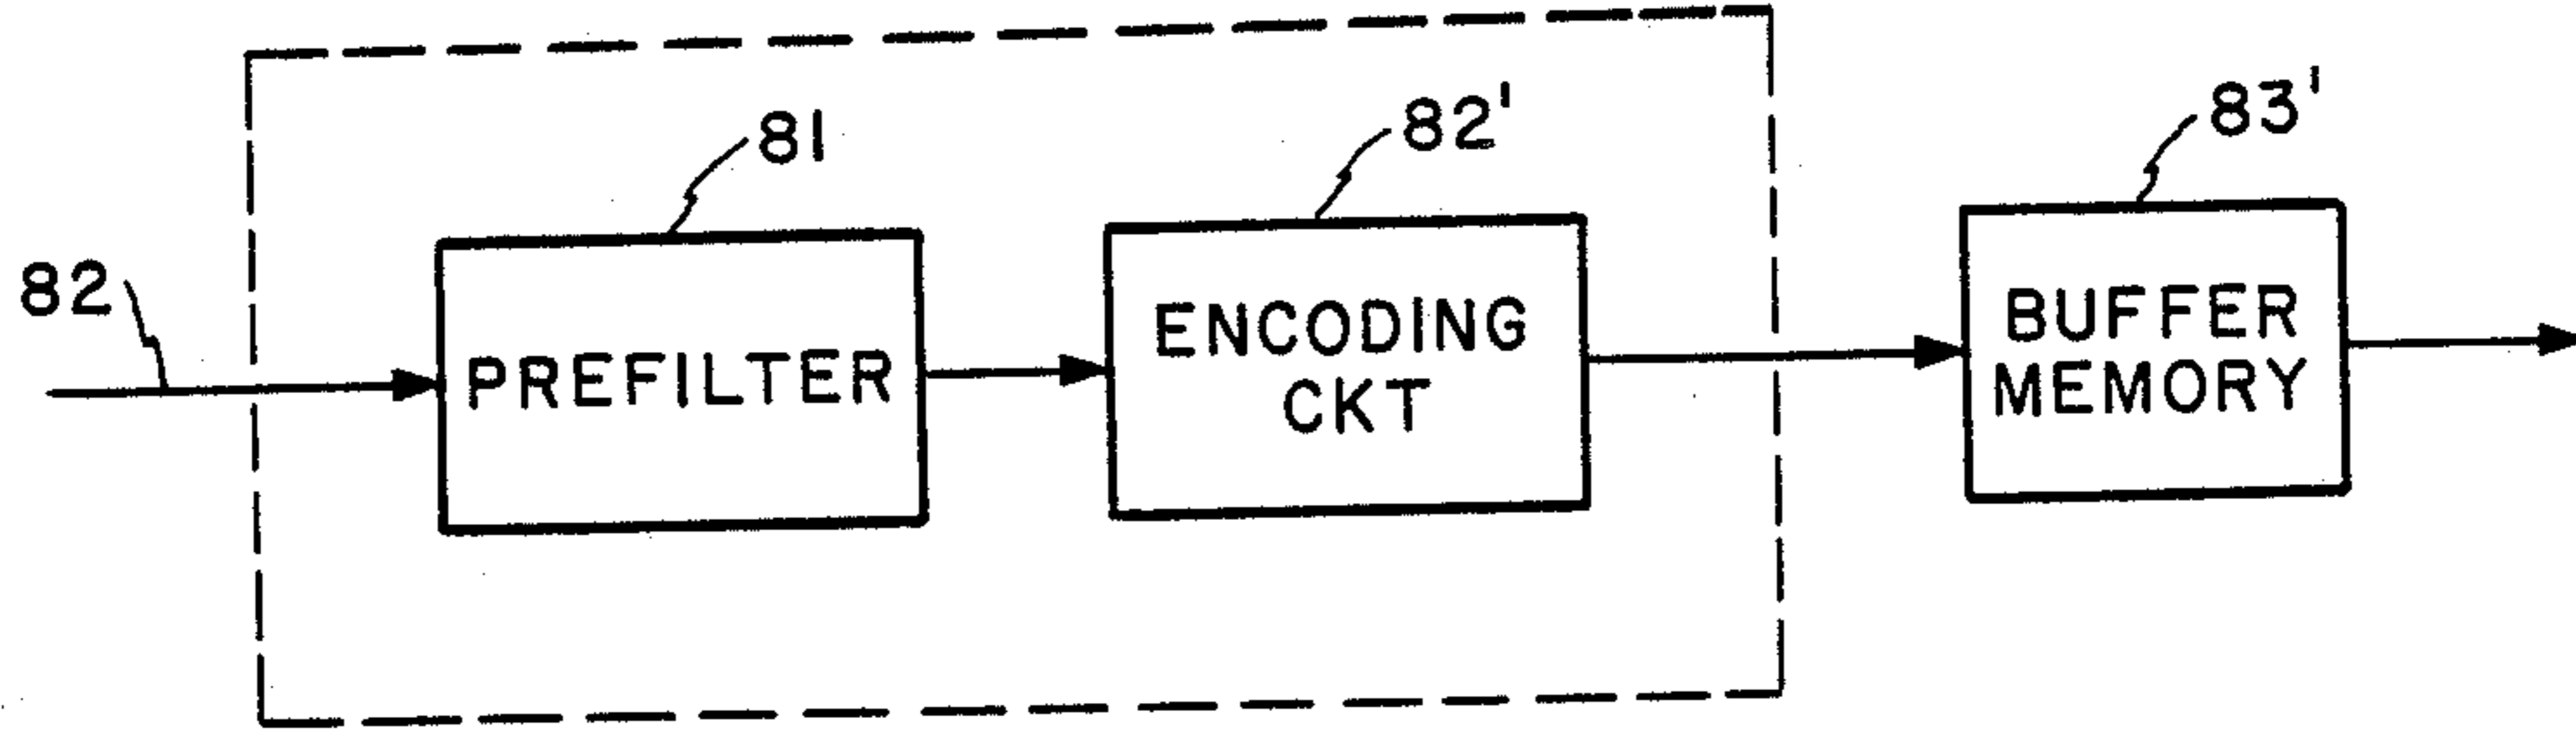 81
82'
83'
82
PREFILTER
ENCODING
CKT
BUFFER
MEMORY